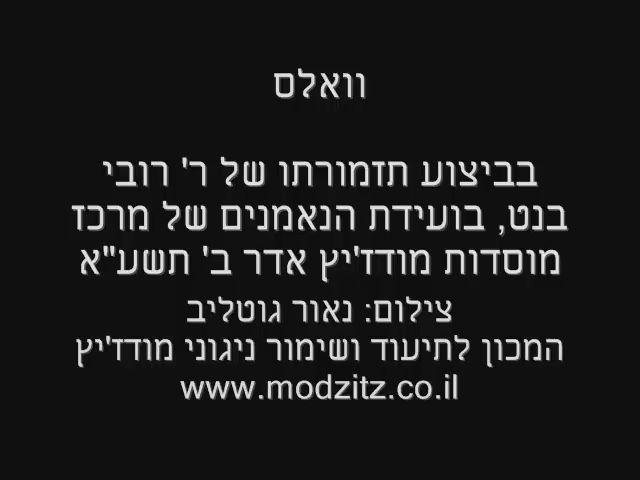 וואלס
בביצוע תזמורתו של ר' רובי
בנט, בועידת הנאמנים של מרכז
מוסדות מודז'יץ אדר ב' תשע"א
צילום: נאור גוטליב
המכון לתיעוד ושימור ניגוני מודז'יץ
www.modzitz.co.il